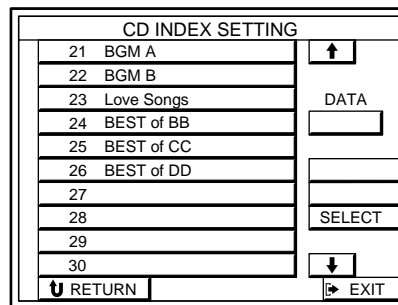 CD INDEX SETTING
21 BGM A
22 BGM B
23 Love Songs
DATA
24 BEST of BB
25 BEST of CC
26 BEST of DD
27
28
SELECT
29
30
RETURN
EXIT